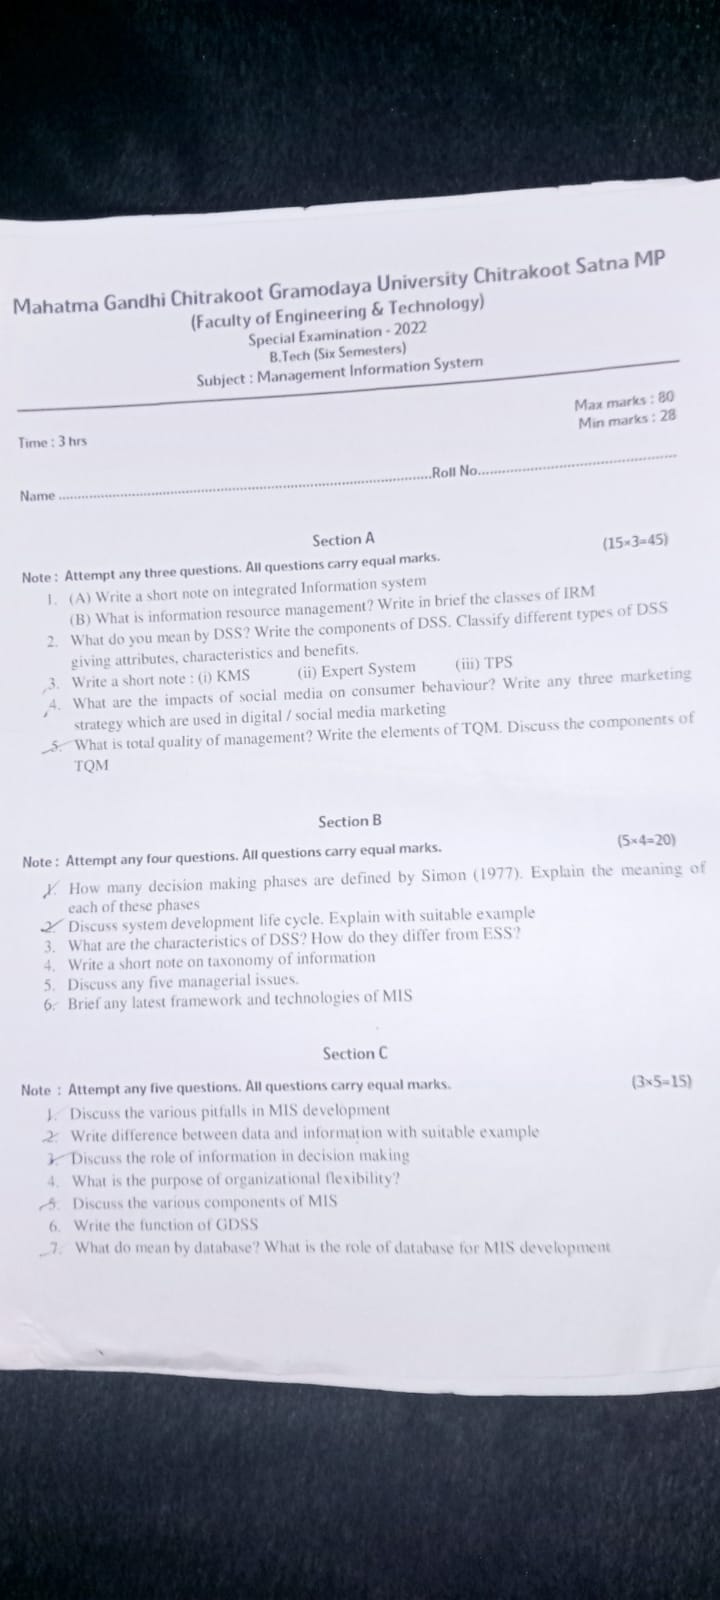 Mahatma Gandhi Chitrakoot Gramodaya University Chitrakoot Satna MP
(Faculty of Engineering & Technology)
Special Examination - 2022
B.Tech (Six Semesters)
Subject : Management Information System
Max marks : 80
Time : 3 hrs
Min marks : 28
Name ........................................Roll No........................................
Section A
(15×3=45)
Note : Attempt any three questions. All questions carry equal marks.
1. (A) Write a short note on integrated Information system
(B) What is information resource management? Write in brief the classes of IRM
2. What do you mean by DSS? Write the components of DSS. Classify different types of DSS
giving attributes, characteristics and benefits.
3. Write a short note : (i) KMS (ii) Expert System (iii) TPS
4. What are the impacts of social media on consumer behaviour? Write any three marketing
strategy which are used in digital / social media marketing
5. What is total quality of management? Write the elements of TQM. Discuss the components of
TQM
Section B
(5×4=20)
Note : Attempt any four questions. All questions carry equal marks.
1. How many decision making phases are defined by Simon (1977). Explain the meaning of
each of these phases
2. Discuss system development life cycle. Explain with suitable example
3. What are the characteristics of DSS? How do they differ from ESS?
4. Write a short note on taxonomy of information
5. Discuss any five managerial issues.
6. Brief any latest framework and technologies of MIS
Section C
(3×5=15)
Note : Attempt any five questions. All questions carry equal marks.
1. Discuss the various pitfalls in MIS development
2. Write difference between data and information with suitable example
3. Discuss the role of information in decision making
4. What is the purpose of organizational flexibility?
5. Discuss the various components of MIS
6. Write the function of GDSS
7. What do mean by database? What is the role of database for MIS development